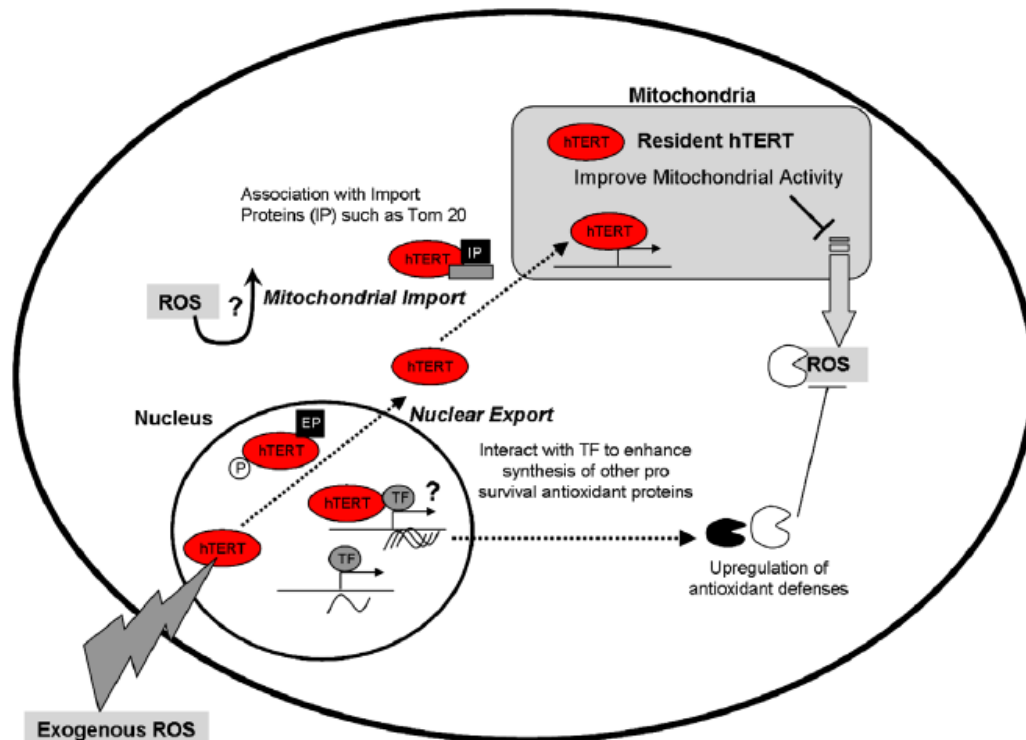 Mitochondria
hTERT Resident hTERT
Improve Mitochondrial Activity
hTERT
Association with Import
Proteins (IP) such as Tom 20
hTERT IP
ROS ? Mitochondrial Import
ROS
hTERT
Nucleus
Nuclear Export
EP
hTERT
P
Interact with TF to enhance
synthesis of other pro
survival antioxidant proteins
hTERT TF ?
hTERT
TF
Upregulation of
antioxidant defenses
Exogenous ROS